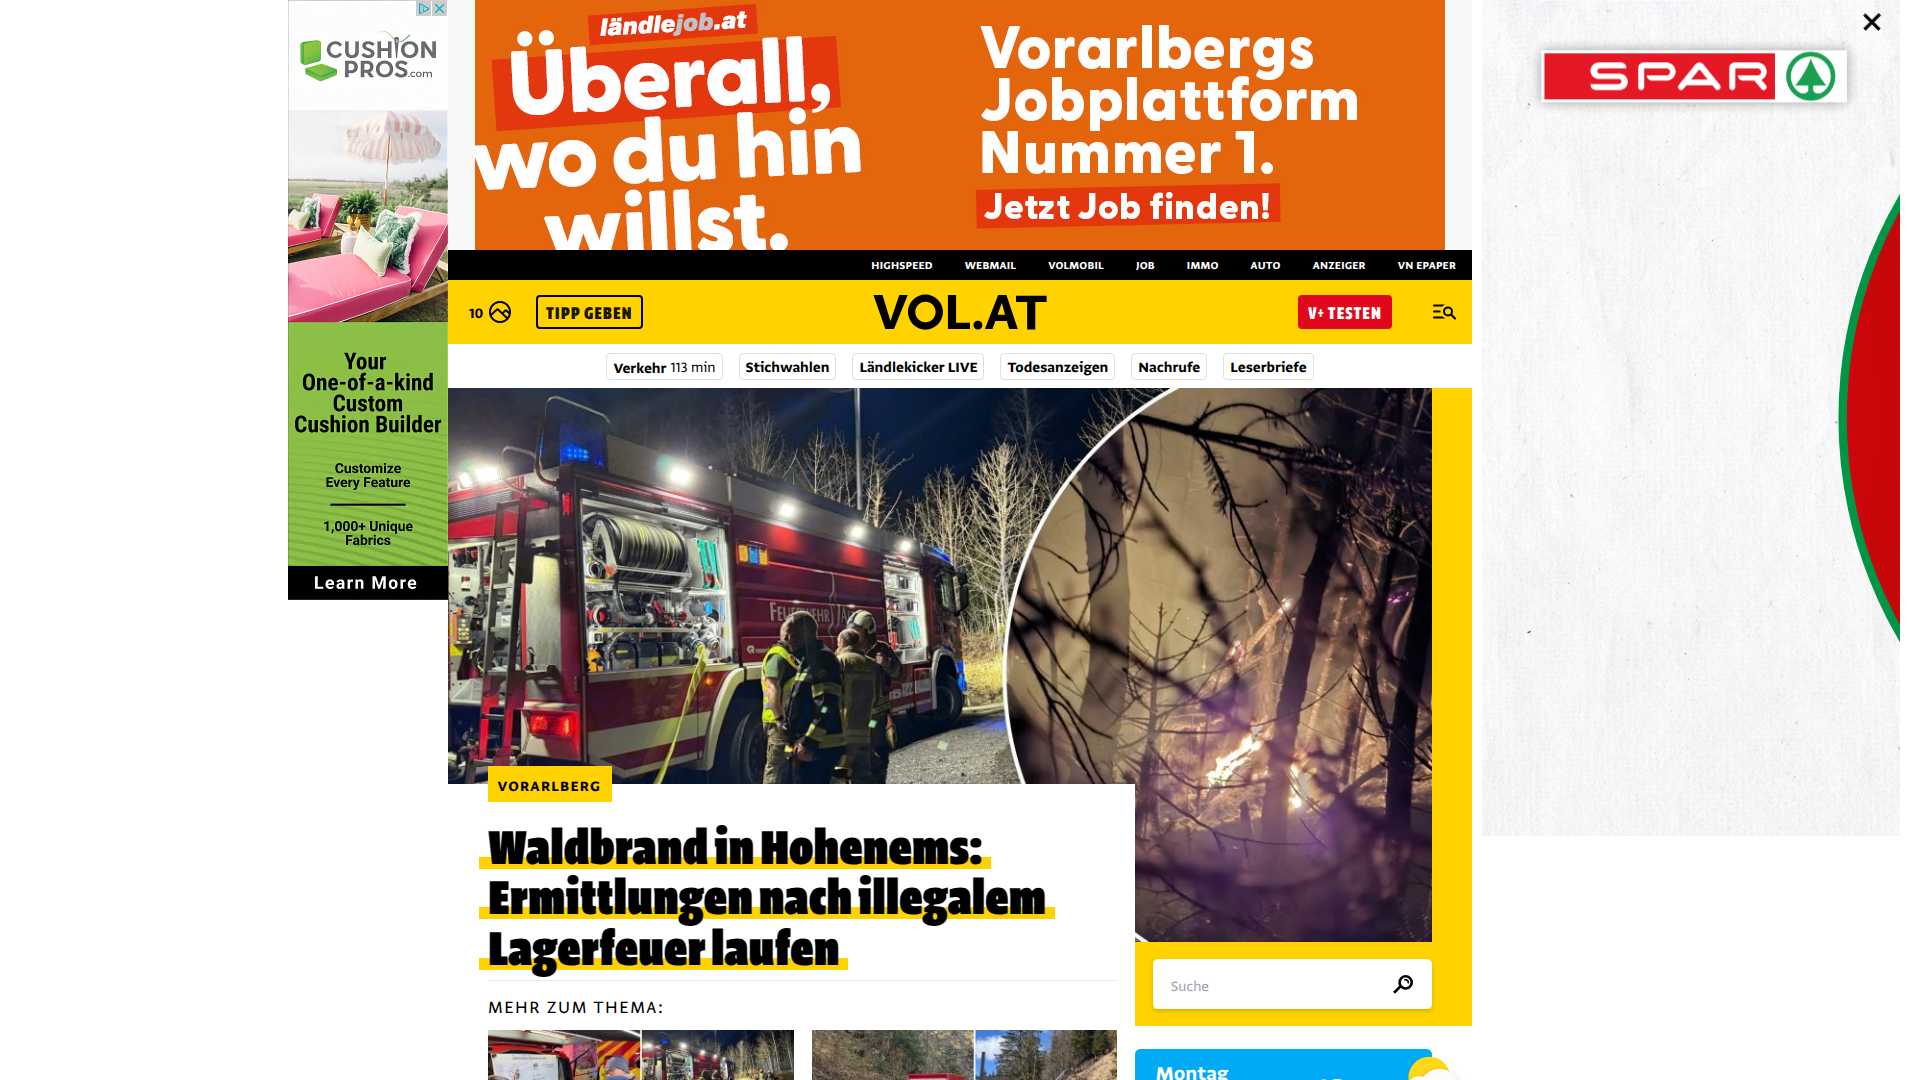 CUSHION
PROS.com
Your
One-of-a-kind
Custom
Cushion Builder
Customize
Every Feature
1,000+ Unique
Fabrics
Learn More
ländlejob.at
Überall,
wo du hin
willst.
Vorarlbergs
Jobplattform
Nummer 1.
Jetzt Job finden!
SPAR
HIGHSPEED WEBMAIL VOLMOBIL JOB IMMO AUTO ANZEIGER VN EPAPER
10 TIPP GEBEN VOL.AT V+ TESTEN
Verkehr 113 min Stichwahlen Ländlekicker LIVE Todesanzeigen Nachrufe Leserbriefe
VORARLBERG
Waldbrand in Hohenems:
Ermittlungen nach illegalem
Lagerfeuer laufen
MEHR ZUM THEMA:
Suche
Montag